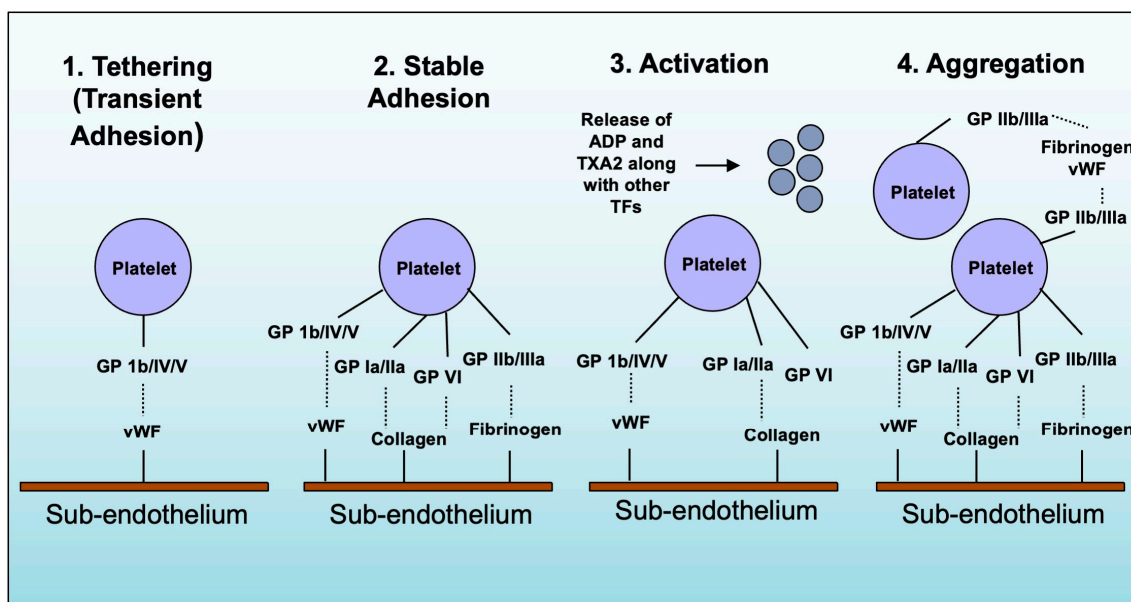 1. Tethering
(Transient
Adhesion)
Platelet
GP 1b/IV/V
vWF
Sub-endothelium
2. Stable
Adhesion
Platelet
GP 1b/IV/V
GP Ia/IIa
GP VI
GP IIb/IIIa
vWF
Collagen
Fibrinogen
Sub-endothelium
3. Activation
Release of
ADP and
TXA2 along
with other
TFs
Platelet
GP 1b/IV/V
GP Ia/IIa
GP VI
vWF
Collagen
Sub-endothelium
4. Aggregation
GP IIb/IIIa
Fibrinogen
vWF
GP IIb/IIIa
Platelet
Platelet
GP 1b/IV/V
GP Ia/IIa
GP VI
GP IIb/IIIa
vWF
Collagen
Fibrinogen
Sub-endothelium